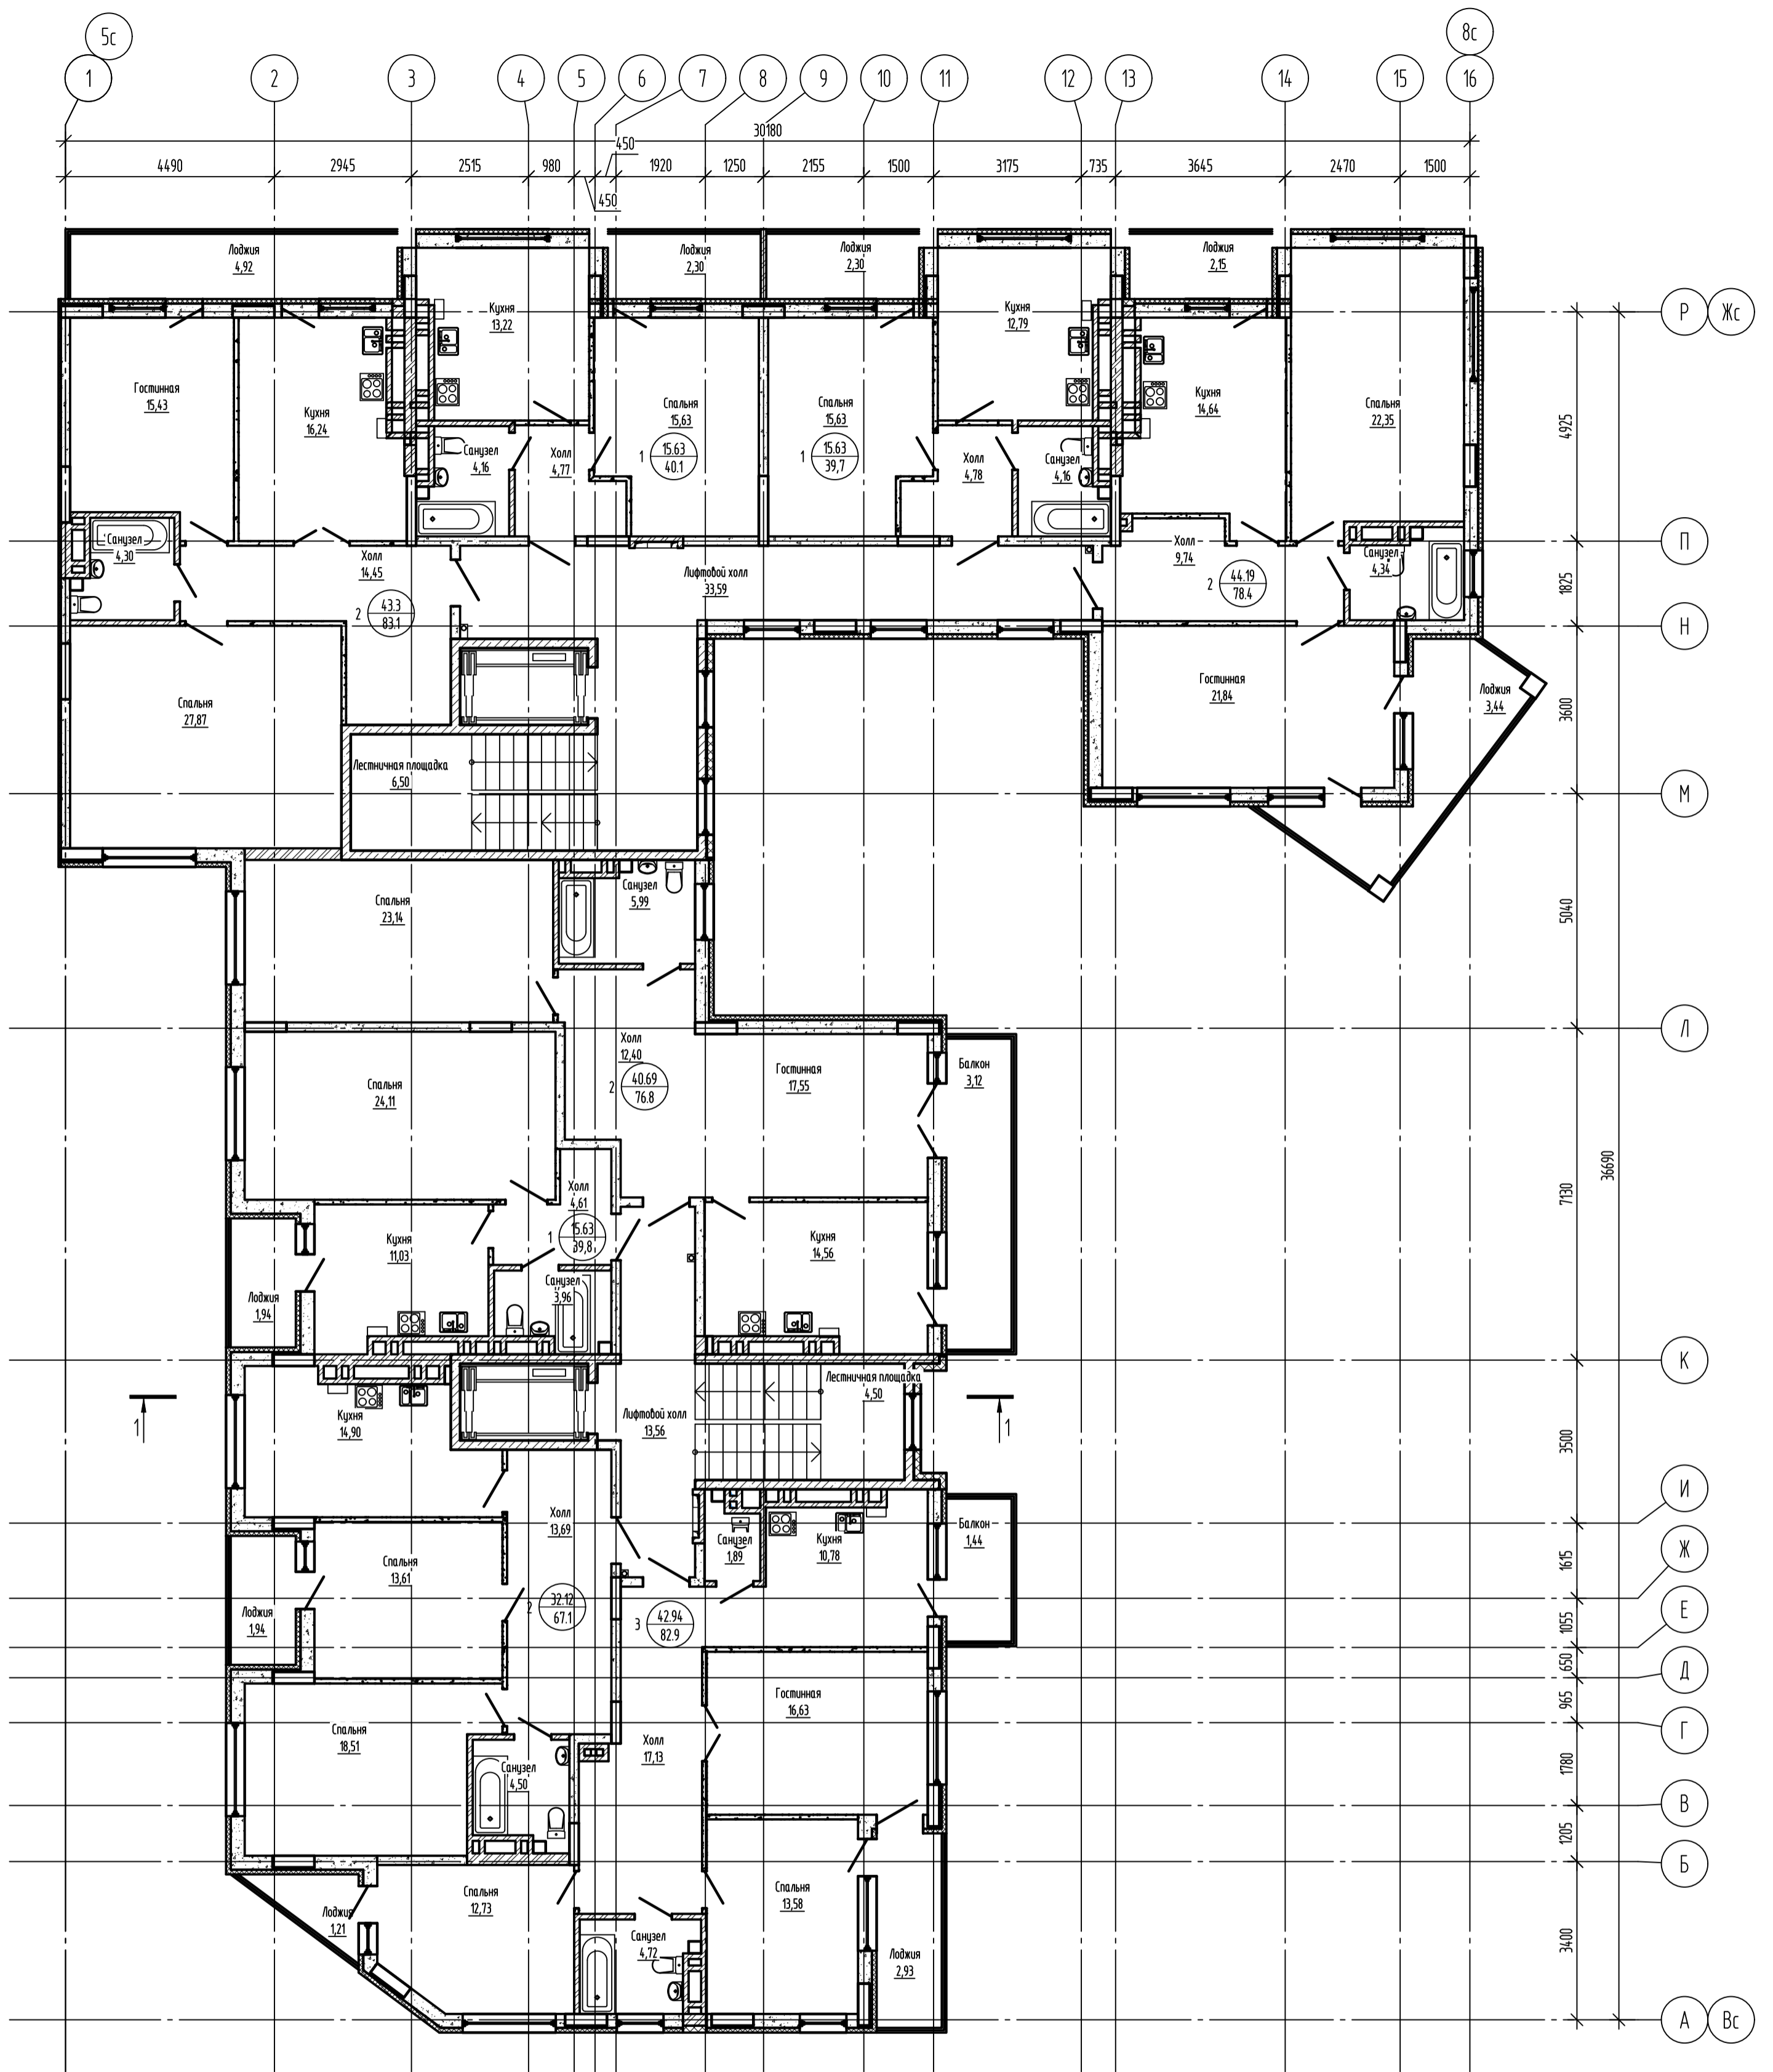 5с
8с
1
2
3
4
5
6
7
8
9
10
11
12
13
14
15
16
30180
450
4490
2945
2515
980
1920
1250
2155
1500
3175
735
3645
2470
1500
450
Лоджия
4,92
Лоджия
2,30
Лоджия
2,30
Лоджия
2,15
Кухня
13,22
Кухня
12,79
Р
Жс
Гостинная
15,43
Кухня
16,24
Спальня
15,63
Спальня
15,63
Кухня
14,64
Спальня
22,35
4925
Санузел
4,16
Холл
4,77
1
15.63
40.1
1
15.63
39,7
Холл
4,78
Санузел
4,16
Санузел
4,30
Холл
14,45
Лифтовой холл
33,59
Холл
9,74
Санузел
4,34
П
2
43.3
83.1
2
44.19
78.4
1825
Н
Спальня
27,87
Гостинная
21,84
Лоджия
3,44
3600
Лестничная площадка
6,50
М
Спальня
23,14
Санузел
5,99
5040
Л
Холл
12,40
2
40.69
76.8
Спальня
24,11
Гостинная
17,55
Балкон
3,12
36690
7130
Холл
4,61
1
15.63
39,8
Кухня
11,03
Кухня
14,56
Санузел
3,96
Лоджия
1,94
К
Лестничная площадка
4,50
Кухня
14,90
Лифтовой холл
13,56
1
1
3500
И
Холл
13,69
Санузел
1,89
Кухня
10,78
Балкон
1,44
Ж
Спальня
13,61
1615
Лоджия
1,94
2
32.12
67.1
3
42.94
82.9
Е
1055
650
Д
Гостинная
16,63
965
Г
Спальня
18,51
Холл
17,13
Санузел
4,50
1780
В
1205
Б
Спальня
12,73
Спальня
13,58
Лоджия
1,21
Санузел
4,72
Лоджия
2,93
3400
А
Вс